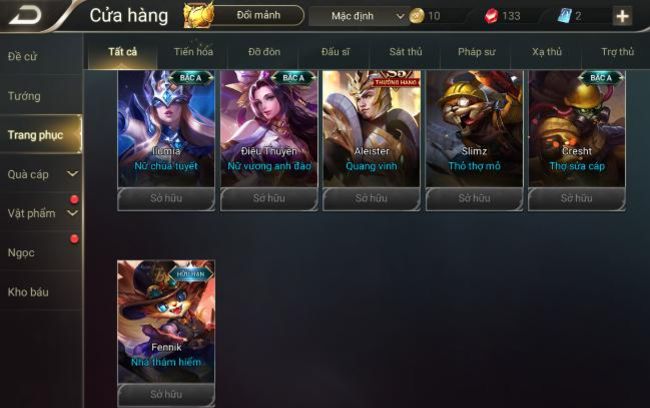 Cửa hàng
Đổi mảnh
Mặc định
10
133
2
Đề cử
Tướng
Trang phục
Quà cáp
Vật phẩm
Ngọc
Kho báu
Tất cả
Tiến hóa
Đỡ đòn
Đấu sĩ
Sát thủ
Pháp sư
Xạ thủ
Trợ thủ
BẬC A
Ilumia
Nữ chúa tuyết
Sở hữu
BẬC A
Điêu Thuyền
Nữ vương anh đào
Sở hữu
THƯỞNG HẠNG
Aleister
Quang vinh
Sở hữu
Slimz
Thỏ thợ mỏ
Sở hữu
BẬC A
Cresht
Thợ sửa cáp
Sở hữu
HỮU HẠN
Fennik
Nhà thám hiểm
Sở hữu